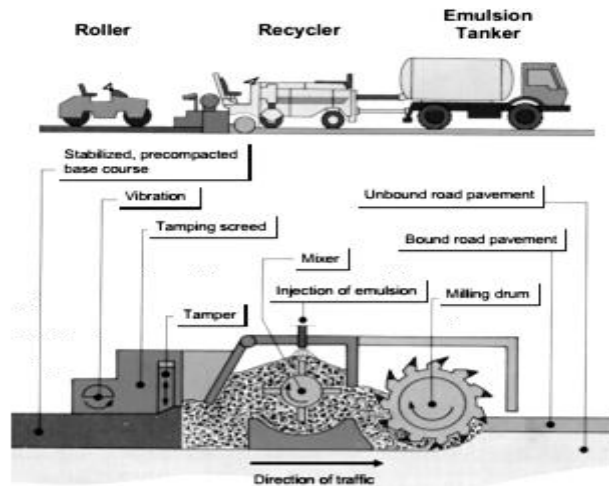 Roller
Recycler
Emulsion
Tanker
Stabilized, precompacted
base course
Vibration
Tamping screed
Tamper
Mixer
Injection of emulsion
Unbound road pavement
Bound road pavement
Milling drum
Direction of traffic